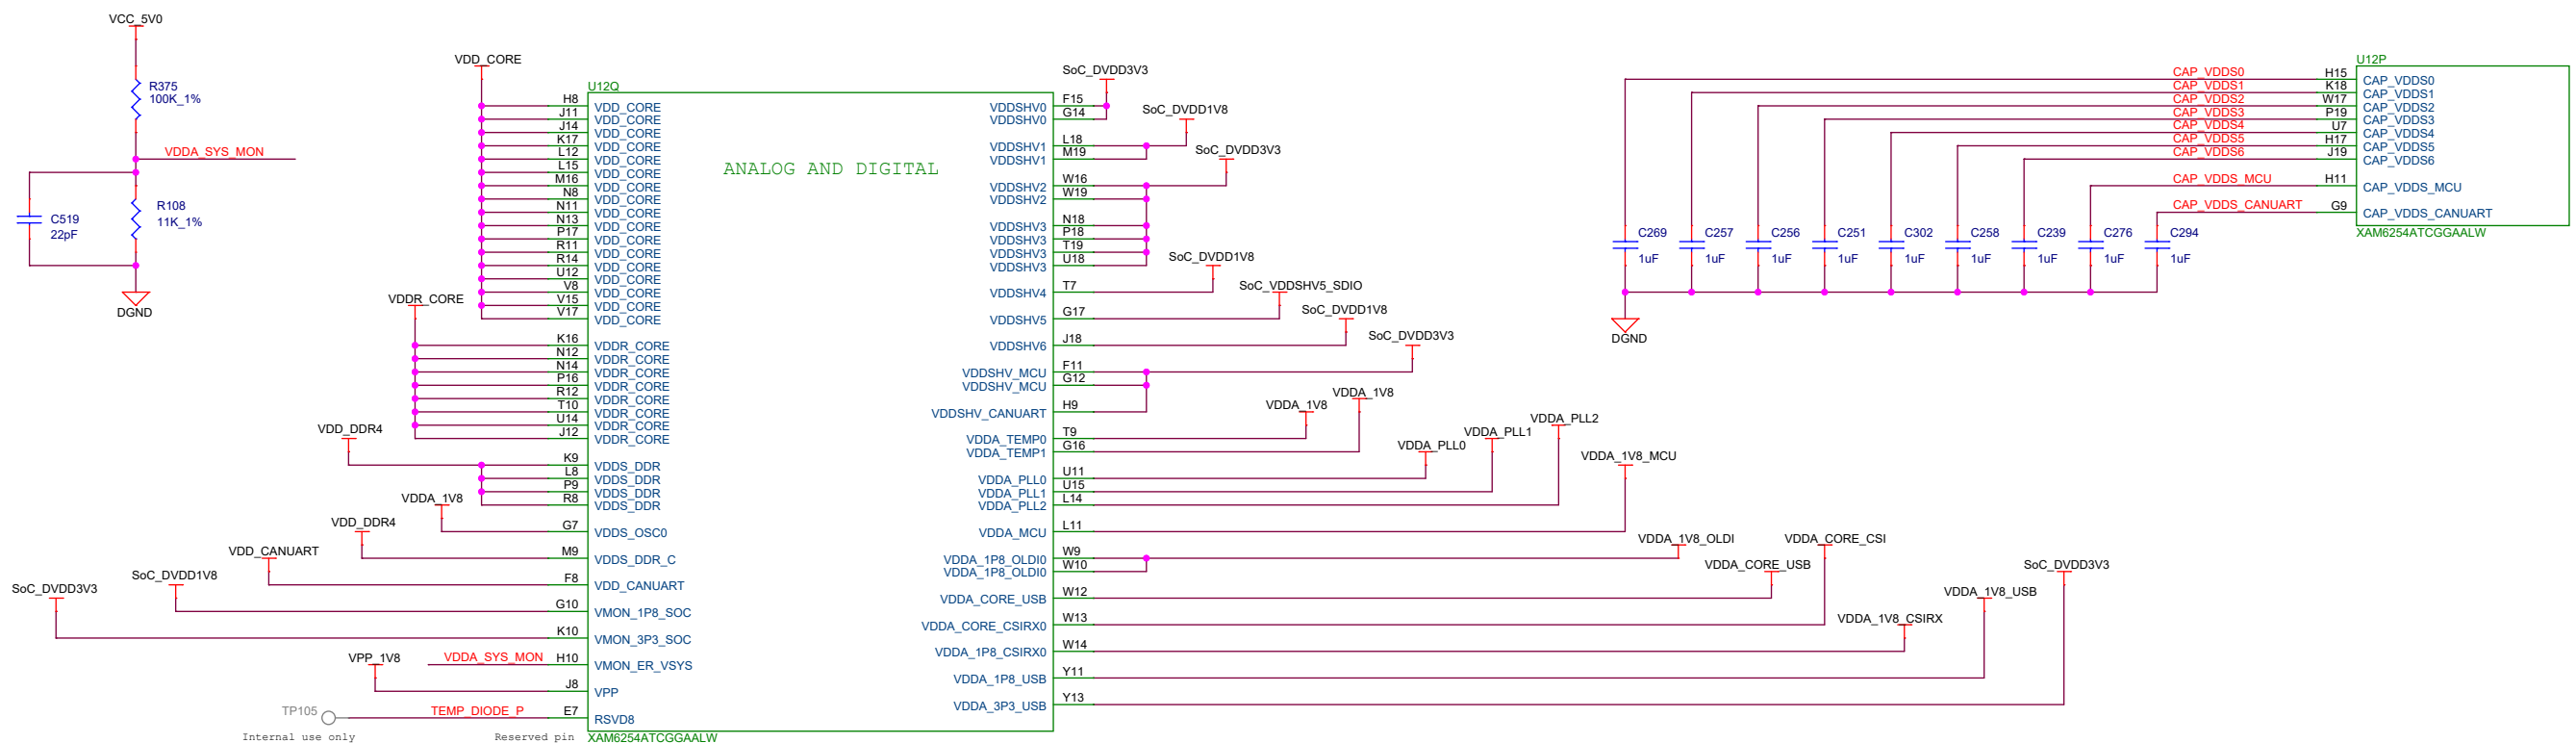 VCC_5V0
R375
100K_1%
VDDA_SYS_MON
R108
11K_1%
C519
22pF
DGND
VDD_CORE
VDDR_CORE
VDD_DDR4
VDDA_1V8
VDD_DDR4
VDD_CANUART
SoC_DVDD1V8
SoC_DVDD3V3
VPP_1V8
VDDA_SYS_MON
TP105
TEMP_DIODE_P
Internal use only
Reserved pin
U12Q
ANALOG AND DIGITAL
H8 VDD_CORE
J11 VDD_CORE
J14 VDD_CORE
K17 VDD_CORE
L12 VDD_CORE
L15 VDD_CORE
M16 VDD_CORE
N8 VDD_CORE
N11 VDD_CORE
N13 VDD_CORE
P17 VDD_CORE
R11 VDD_CORE
R14 VDD_CORE
U12 VDD_CORE
V8 VDD_CORE
V15 VDD_CORE
V17 VDD_CORE
K16 VDDR_CORE
N12 VDDR_CORE
N14 VDDR_CORE
P16 VDDR_CORE
R12 VDDR_CORE
T10 VDDR_CORE
U14 VDDR_CORE
J12 VDDR_CORE
K9 VDDS_DDR
L8 VDDS_DDR
P9 VDDS_DDR
R8 VDDS_DDR
G7 VDDS_OSC0
M9 VDDS_DDR_C
F8 VDD_CANUART
G10 VMON_1P8_SOC
K10 VMON_3P3_SOC
H10 VMON_ER_VSYS
J8 VPP
E7 RSVD8
XAM6254ATCGGAALW
VDDSHV0 F15
VDDSHV0 G14
VDDSHV1 L18
VDDSHV1 M19
VDDSHV2 W16
VDDSHV2 W19
VDDSHV3 N18
VDDSHV3 P18
VDDSHV3 T19
VDDSHV3 U18
VDDSHV4 T7
VDDSHV5 G17
VDDSHV6 J18
VDDSHV_MCU F11
VDDSHV_MCU G12
VDDSHV_CANUART H9
VDDA_TEMP0 T9
VDDA_TEMP1 G16
VDDA_PLL0 U11
VDDA_PLL1 U15
VDDA_PLL2 L14
VDDA_MCU L11
VDDA_1P8_OLDI0 W9
VDDA_1P8_OLDI0 W10
VDDA_CORE_USB W12
VDDA_CORE_CSIRX0 W13
VDDA_1P8_CSIRX0 W14
VDDA_1P8_USB Y11
VDDA_3P3_USB Y13
SoC_DVDD3V3
SoC_DVDD1V8
SoC_DVDD3V3
SoC_DVDD1V8
SoC_VDDSHV5_SDIO
SoC_DVDD1V8
SoC_DVDD3V3
VDDA_1V8
VDDA_1V8
VDDA_PLL0
VDDA_PLL1
VDDA_PLL2
VDDA_1V8_MCU
VDDA_1V8_OLDI
VDDA_CORE_USB
VDDA_CORE_CSI
VDDA_1V8_CSIRX
VDDA_1V8_USB
SoC_DVDD3V3
U12P
CAP_VDDS0 H15 CAP_VDDS0
CAP_VDDS1 K18 CAP_VDDS1
CAP_VDDS2 W17 CAP_VDDS2
CAP_VDDS3 P19 CAP_VDDS3
CAP_VDDS4 U7 CAP_VDDS4
CAP_VDDS5 H17 CAP_VDDS5
CAP_VDDS6 J19 CAP_VDDS6
CAP_VDDS_MCU H11 CAP_VDDS_MCU
CAP_VDDS_CANUART G9 CAP_VDDS_CANUART
XAM6254ATCGGAALW
C269 C257 C256 C251 C302 C258 C239 C276 C294
1uF 1uF 1uF 1uF 1uF 1uF 1uF 1uF 1uF
DGND